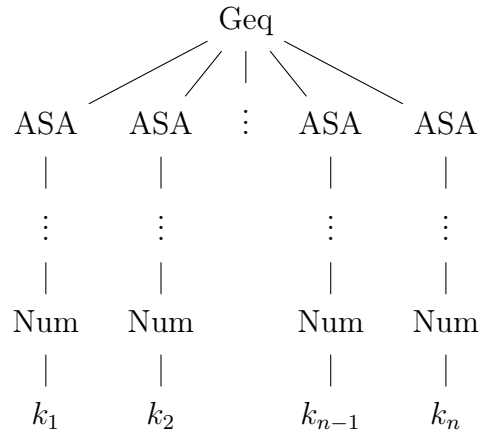 Geq
ASA ASA ⋮ ASA ASA
⋮ ⋮ ⋮ ⋮
Num Num Num Num
k₁ k₂ kₙ₋₁ kₙ